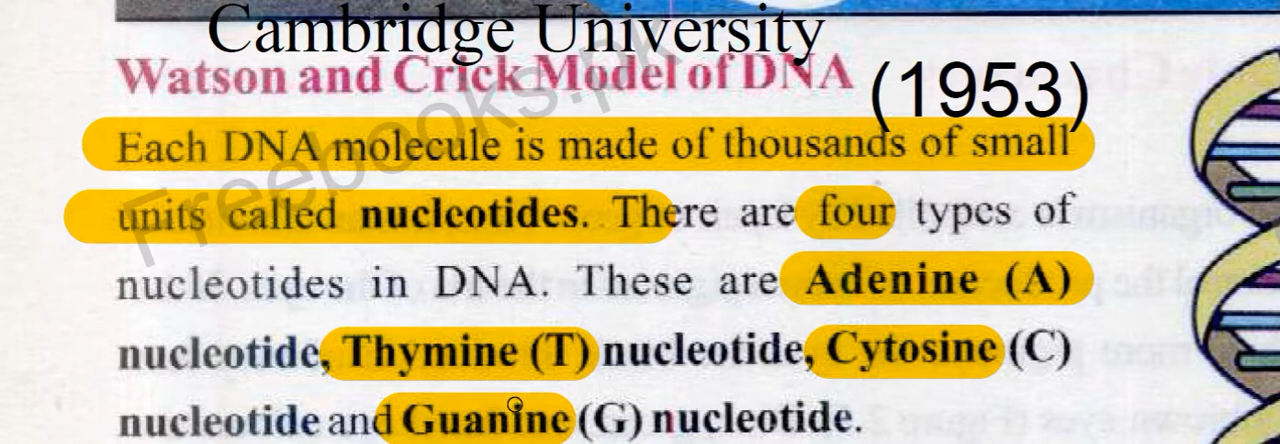 Cambridge University
Watson and Crick Model of DNA (1953)
Each DNA molecule is made of thousands of small
units called nucleotides. There are four types of
nucleotides in DNA. These are Adenine (A)
nucleotide, Thymine (T) nucleotide, Cytosine (C)
nucleotide and Guanine (G) nucleotide.
Freebooks.pk